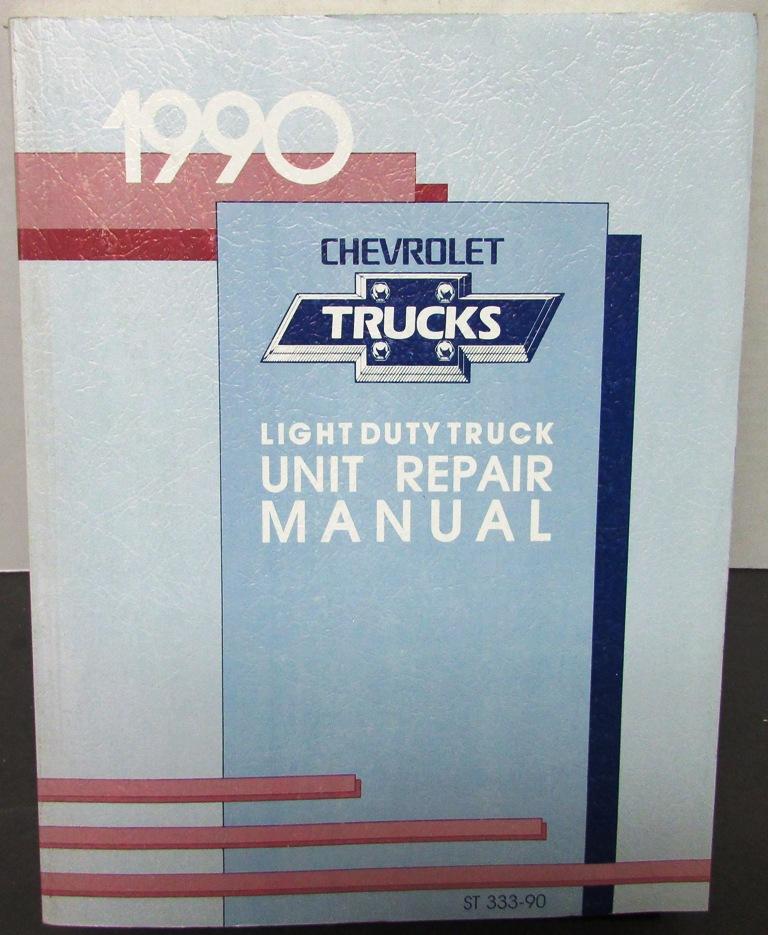 1990
CHEVROLET
TRUCKS
LIGHT DUTY TRUCK
UNIT REPAIR
MANUAL
ST 333-90